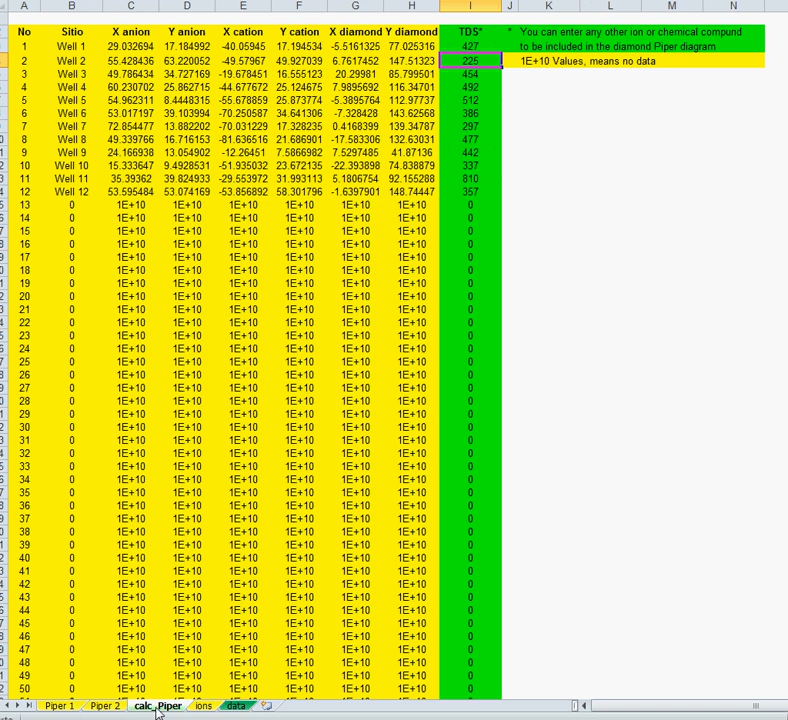 A B C D E F G H I J K L M N
No Sitio X anion Y anion X cation Y cation X diamond Y diamond TDS* * You can enter any other ion or chemical compund
1 Well 1 29.032694 17.184992 -40.05945 17.194534 -5.5161325 77.025316 427 to be included in the diamond Piper diagram
2 Well 2 55.428436 63.220052 -49.57967 49.927039 6.7617452 147.51323 225 1E+10 Values, means no data
3 Well 3 49.786434 34.727169 -19.678451 16.555123 20.29981 85.799501 454
4 Well 4 60.230702 25.862715 -44.677672 25.124675 7.9895692 116.34701 492
5 Well 5 54.962311 8.4448315 -55.678859 25.873774 -5.3895764 112.97737 512
6 Well 6 53.017197 39.103994 -70.250587 34.641306 -7.328428 143.62568 386
7 Well 7 72.854477 13.882202 -70.031229 17.328235 0.4168399 139.34787 297
8 Well 8 49.339766 16.716153 -81.636516 21.686901 -17.583306 132.63031 477
9 Well 9 24.166938 13.054902 -12.26451 7.5866982 7.5297485 41.87136 442
10 Well 10 15.333647 9.4928531 -51.935032 23.672135 -22.393898 74.838879 337
11 Well 11 35.39362 39.824933 -29.553972 31.993113 5.1806754 92.155288 810
12 Well 12 53.595484 53.074169 -53.856892 58.301796 -1.6397901 148.74447 357
13 0 1E+10 1E+10 1E+10 1E+10 1E+10 1E+10 0
14 0 1E+10 1E+10 1E+10 1E+10 1E+10 1E+10 0
15 0 1E+10 1E+10 1E+10 1E+10 1E+10 1E+10 0
16 0 1E+10 1E+10 1E+10 1E+10 1E+10 1E+10 0
17 0 1E+10 1E+10 1E+10 1E+10 1E+10 1E+10 0
18 0 1E+10 1E+10 1E+10 1E+10 1E+10 1E+10 0
19 0 1E+10 1E+10 1E+10 1E+10 1E+10 1E+10 0
20 0 1E+10 1E+10 1E+10 1E+10 1E+10 1E+10 0
21 0 1E+10 1E+10 1E+10 1E+10 1E+10 1E+10 0
22 0 1E+10 1E+10 1E+10 1E+10 1E+10 1E+10 0
23 0 1E+10 1E+10 1E+10 1E+10 1E+10 1E+10 0
24 0 1E+10 1E+10 1E+10 1E+10 1E+10 1E+10 0
25 0 1E+10 1E+10 1E+10 1E+10 1E+10 1E+10 0
26 0 1E+10 1E+10 1E+10 1E+10 1E+10 1E+10 0
27 0 1E+10 1E+10 1E+10 1E+10 1E+10 1E+10 0
28 0 1E+10 1E+10 1E+10 1E+10 1E+10 1E+10 0
29 0 1E+10 1E+10 1E+10 1E+10 1E+10 1E+10 0
30 0 1E+10 1E+10 1E+10 1E+10 1E+10 1E+10 0
31 0 1E+10 1E+10 1E+10 1E+10 1E+10 1E+10 0
32 0 1E+10 1E+10 1E+10 1E+10 1E+10 1E+10 0
33 0 1E+10 1E+10 1E+10 1E+10 1E+10 1E+10 0
34 0 1E+10 1E+10 1E+10 1E+10 1E+10 1E+10 0
35 0 1E+10 1E+10 1E+10 1E+10 1E+10 1E+10 0
36 0 1E+10 1E+10 1E+10 1E+10 1E+10 1E+10 0
37 0 1E+10 1E+10 1E+10 1E+10 1E+10 1E+10 0
38 0 1E+10 1E+10 1E+10 1E+10 1E+10 1E+10 0
39 0 1E+10 1E+10 1E+10 1E+10 1E+10 1E+10 0
40 0 1E+10 1E+10 1E+10 1E+10 1E+10 1E+10 0
41 0 1E+10 1E+10 1E+10 1E+10 1E+10 1E+10 0
42 0 1E+10 1E+10 1E+10 1E+10 1E+10 1E+10 0
43 0 1E+10 1E+10 1E+10 1E+10 1E+10 1E+10 0
44 0 1E+10 1E+10 1E+10 1E+10 1E+10 1E+10 0
45 0 1E+10 1E+10 1E+10 1E+10 1E+10 1E+10 0
46 0 1E+10 1E+10 1E+10 1E+10 1E+10 1E+10 0
47 0 1E+10 1E+10 1E+10 1E+10 1E+10 1E+10 0
48 0 1E+10 1E+10 1E+10 1E+10 1E+10 1E+10 0
49 0 1E+10 1E+10 1E+10 1E+10 1E+10 1E+10 0
50 0 1E+10 1E+10 1E+10 1E+10 1E+10 1E+10 0
Piper 1 Piper 2 calc_Piper ions data